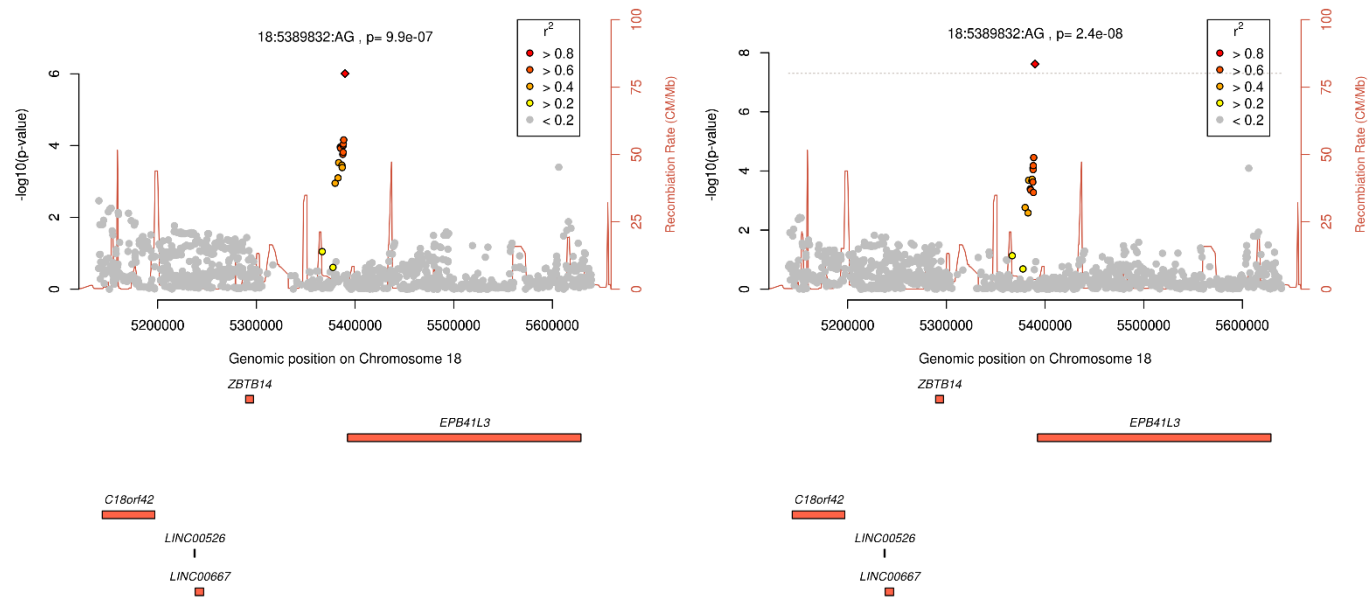 18:5389832:AG , p= 9.9e-07
r2
> 0.8
> 0.6
> 0.4
> 0.2
< 0.2
-log10(p-value)
0
2
4
6
Recombiation Rate (CM/Mb)
0
25
50
75
100
5200000 5300000 5400000 5500000 5600000
Genomic position on Chromosome 18
ZBTB14
EPB41L3
C18orf42
LINC00526
LINC00667
18:5389832:AG , p= 2.4e-08
r2
> 0.8
> 0.6
> 0.4
> 0.2
< 0.2
-log10(p-value)
0
2
4
6
8
Recombiation Rate (CM/Mb)
0
25
50
75
100
5200000 5300000 5400000 5500000 5600000
Genomic position on Chromosome 18
ZBTB14
EPB41L3
C18orf42
LINC00526
LINC00667